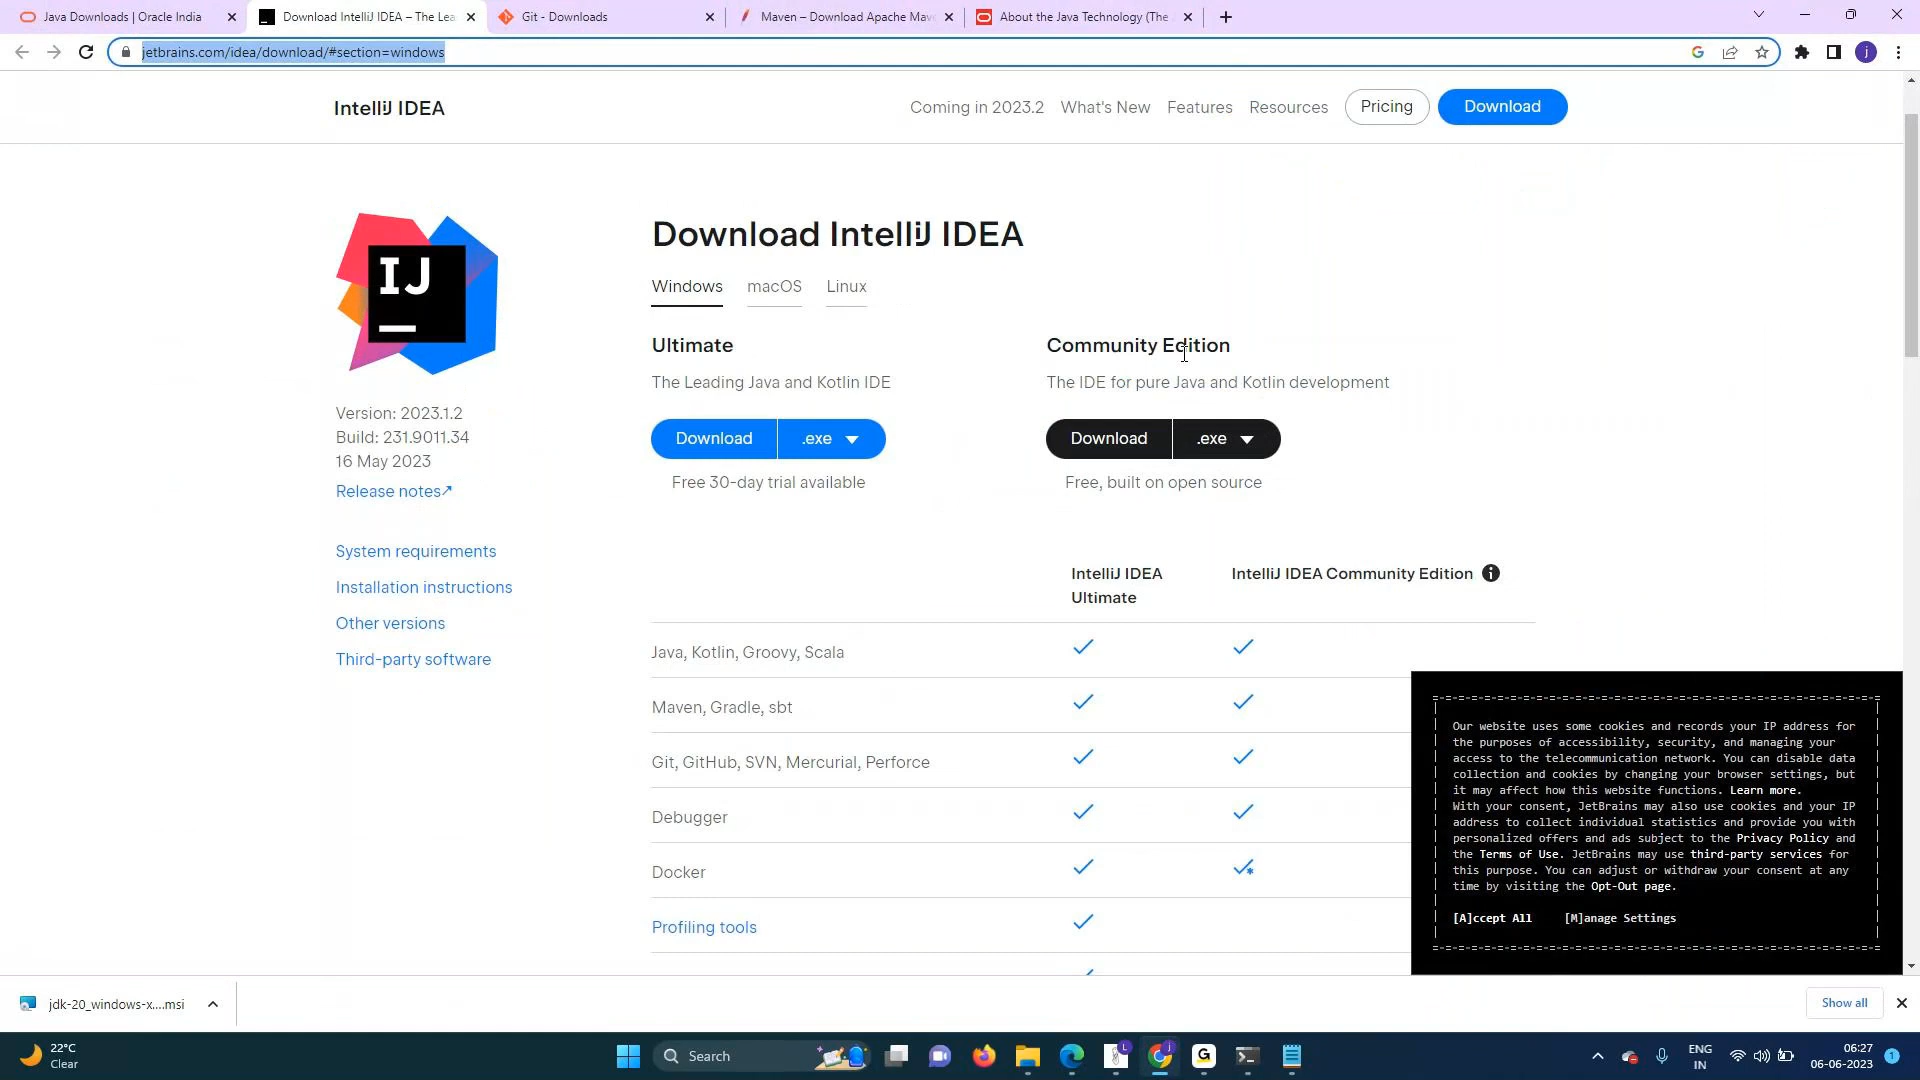 Java Downloads | Oracle India
Download IntelliJ IDEA – The Lea
Git - Downloads
Maven – Download Apache Mav
About the Java Technology (The
jetbrains.com/idea/download/#section=windows
j
IntelliJ IDEA
Coming in 2023.2 What's New Features Resources Pricing Download
IJ
Download IntelliJ IDEA
Windows macOS Linux
Ultimate
The Leading Java and Kotlin IDE
Download .exe
Free 30-day trial available
Community Edition
The IDE for pure Java and Kotlin development
Download .exe
Free, built on open source
Version: 2023.1.2
Build: 231.9011.34
16 May 2023
Release notes↗
System requirements
Installation instructions
Other versions
Third-party software
IntelliJ IDEA
Ultimate
IntelliJ IDEA Community Edition
Java, Kotlin, Groovy, Scala
Maven, Gradle, sbt
Git, GitHub, SVN, Mercurial, Perforce
Debugger
Docker
Profiling tools
Our website uses some cookies and records your IP address for
the purposes of accessibility, security, and managing your
access to the telecommunication network. You can disable data
collection and cookies by changing your browser settings, but
it may affect how this website functions. Learn more.
With your consent, JetBrains may also use cookies and your IP
address to collect individual statistics and provide you with
personalized offers and ads subject to the Privacy Policy and
the Terms of Use. JetBrains may use third-party services for
this purpose. You can adjust or withdraw your consent at any
time by visiting the Opt-Out page.
[A]ccept All [M]anage Settings
jdk-20_windows-x....msi
Show all
22°C
Clear
Search
L
j
G
ENG
IN
06:27
06-06-2023
1